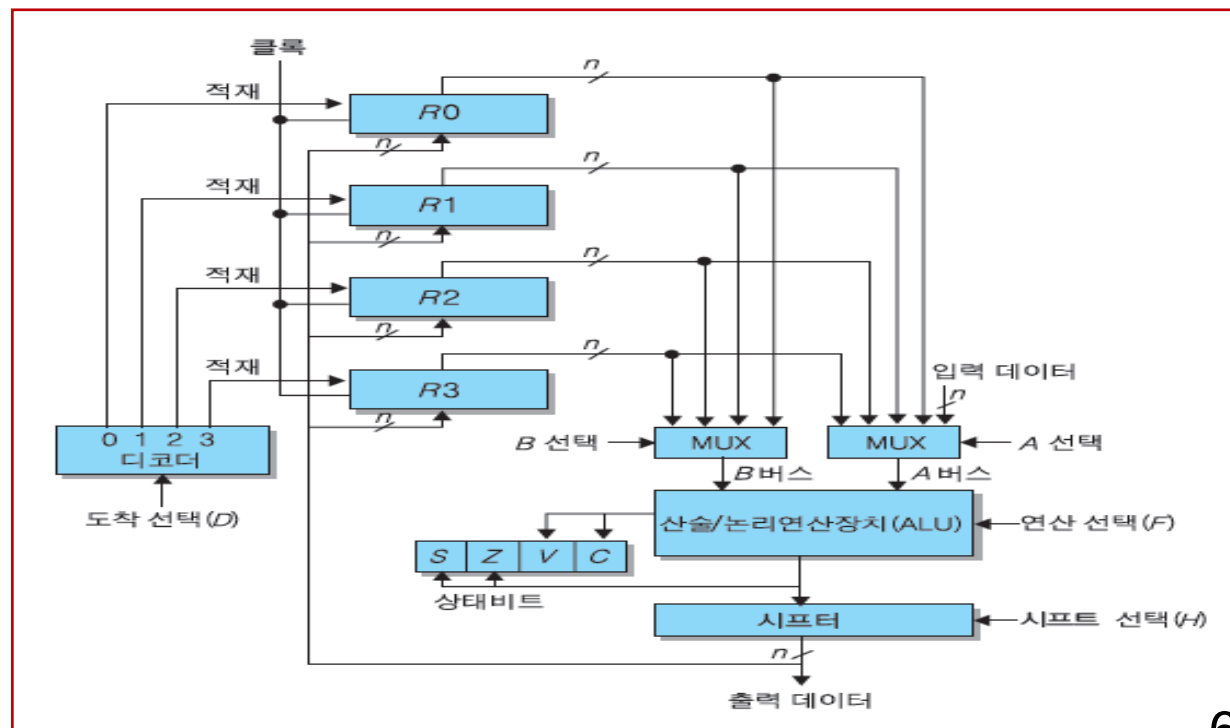 클록
n
n
적재
R0
n
n
적재
R1
n
n
적재
R2
n
n
적재
R3
n
입력 데이터
n
0 1 2 3
디코더
B 선택
MUX
MUX
A 선택
B버스
A버스
도착 선택(D)
산술/논리연산장치(ALU)
연산 선택(F)
S Z V C
상태비트
시프터
시프트 선택(H)
n
출력 데이터